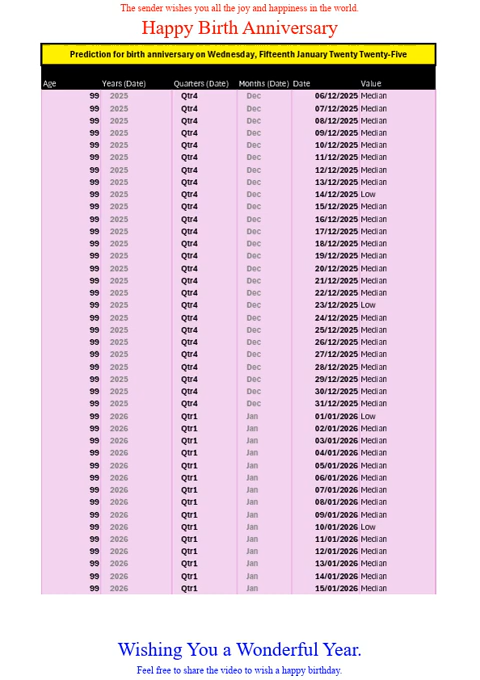 The sender wishes you all the joy and happiness in the world.
Happy Birth Anniversary
Prediction for birth anniversary on Wednesday, Fifteenth January Twenty Twenty-Five
Age Years (Date) Quarters (Date) Months (Date) Date Value
99 2025 Qtr4 Dec 06/12/2025 Median
99 2025 Qtr4 Dec 07/12/2025 Median
99 2025 Qtr4 Dec 08/12/2025 Median
99 2025 Qtr4 Dec 09/12/2025 Median
99 2025 Qtr4 Dec 10/12/2025 Median
99 2025 Qtr4 Dec 11/12/2025 Median
99 2025 Qtr4 Dec 12/12/2025 Median
99 2025 Qtr4 Dec 13/12/2025 Median
99 2025 Qtr4 Dec 14/12/2025 Low
99 2025 Qtr4 Dec 15/12/2025 Median
99 2025 Qtr4 Dec 16/12/2025 Median
99 2025 Qtr4 Dec 17/12/2025 Median
99 2025 Qtr4 Dec 18/12/2025 Median
99 2025 Qtr4 Dec 19/12/2025 Median
99 2025 Qtr4 Dec 20/12/2025 Median
99 2025 Qtr4 Dec 21/12/2025 Median
99 2025 Qtr4 Dec 22/12/2025 Median
99 2025 Qtr4 Dec 23/12/2025 Low
99 2025 Qtr4 Dec 24/12/2025 Median
99 2025 Qtr4 Dec 25/12/2025 Median
99 2025 Qtr4 Dec 26/12/2025 Median
99 2025 Qtr4 Dec 27/12/2025 Median
99 2025 Qtr4 Dec 28/12/2025 Median
99 2025 Qtr4 Dec 29/12/2025 Median
99 2025 Qtr4 Dec 30/12/2025 Median
99 2025 Qtr4 Dec 31/12/2025 Median
99 2026 Qtr1 Jan 01/01/2026 Low
99 2026 Qtr1 Jan 02/01/2026 Median
99 2026 Qtr1 Jan 03/01/2026 Median
99 2026 Qtr1 Jan 04/01/2026 Median
99 2026 Qtr1 Jan 05/01/2026 Median
99 2026 Qtr1 Jan 06/01/2026 Median
99 2026 Qtr1 Jan 07/01/2026 Median
99 2026 Qtr1 Jan 08/01/2026 Median
99 2026 Qtr1 Jan 09/01/2026 Median
99 2026 Qtr1 Jan 10/01/2026 Low
99 2026 Qtr1 Jan 11/01/2026 Median
99 2026 Qtr1 Jan 12/01/2026 Median
99 2026 Qtr1 Jan 13/01/2026 Median
99 2026 Qtr1 Jan 14/01/2026 Median
99 2026 Qtr1 Jan 15/01/2026 Median
Wishing You a Wonderful Year.
Feel free to share the video to wish a happy birthday.